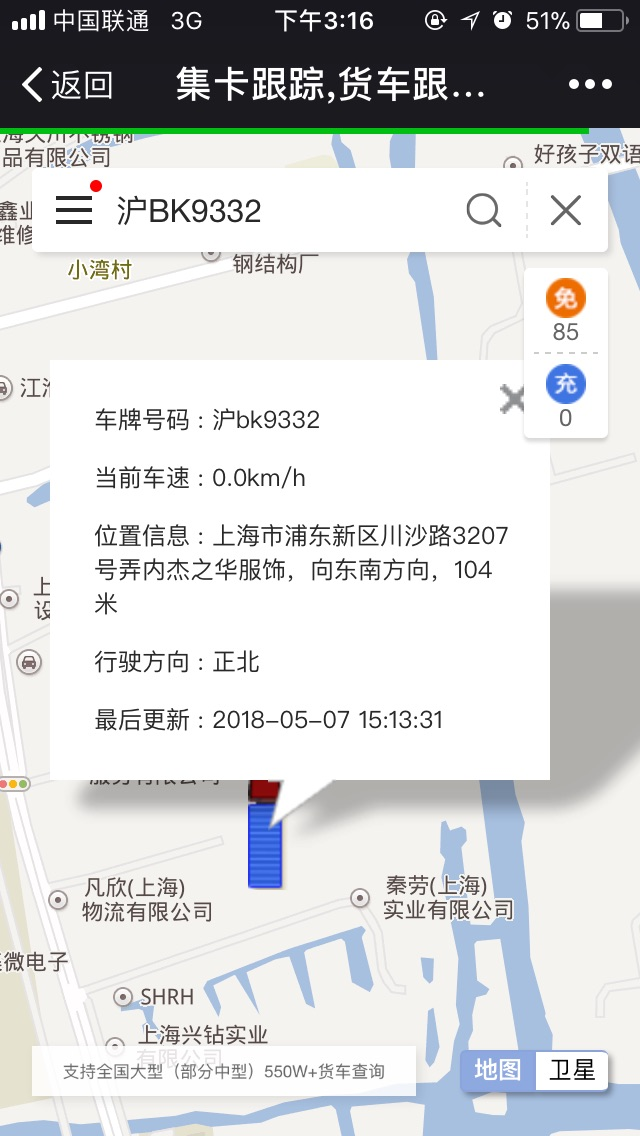 中国联通 3G 下午3:16 51%
返回 集卡跟踪,货车跟... •••
品有限公司
好孩子双语
沪BK9332
维修
小湾村
钢结构厂
免
85
充
0
车牌号码：沪bk9332
当前车速：0.0km/h
位置信息：上海市浦东新区川沙路3207
号弄内杰之华服饰，向东南方向，104
米
行驶方向：正北
最后更新：2018-05-07 15:13:31
凡欣(上海)
物流有限公司
秦劳(上海)
实业有限公司
微电子
SHRH
上海兴钻实业
有限公司
支持全国大型（部分中型）550W+货车查询
地图 卫星